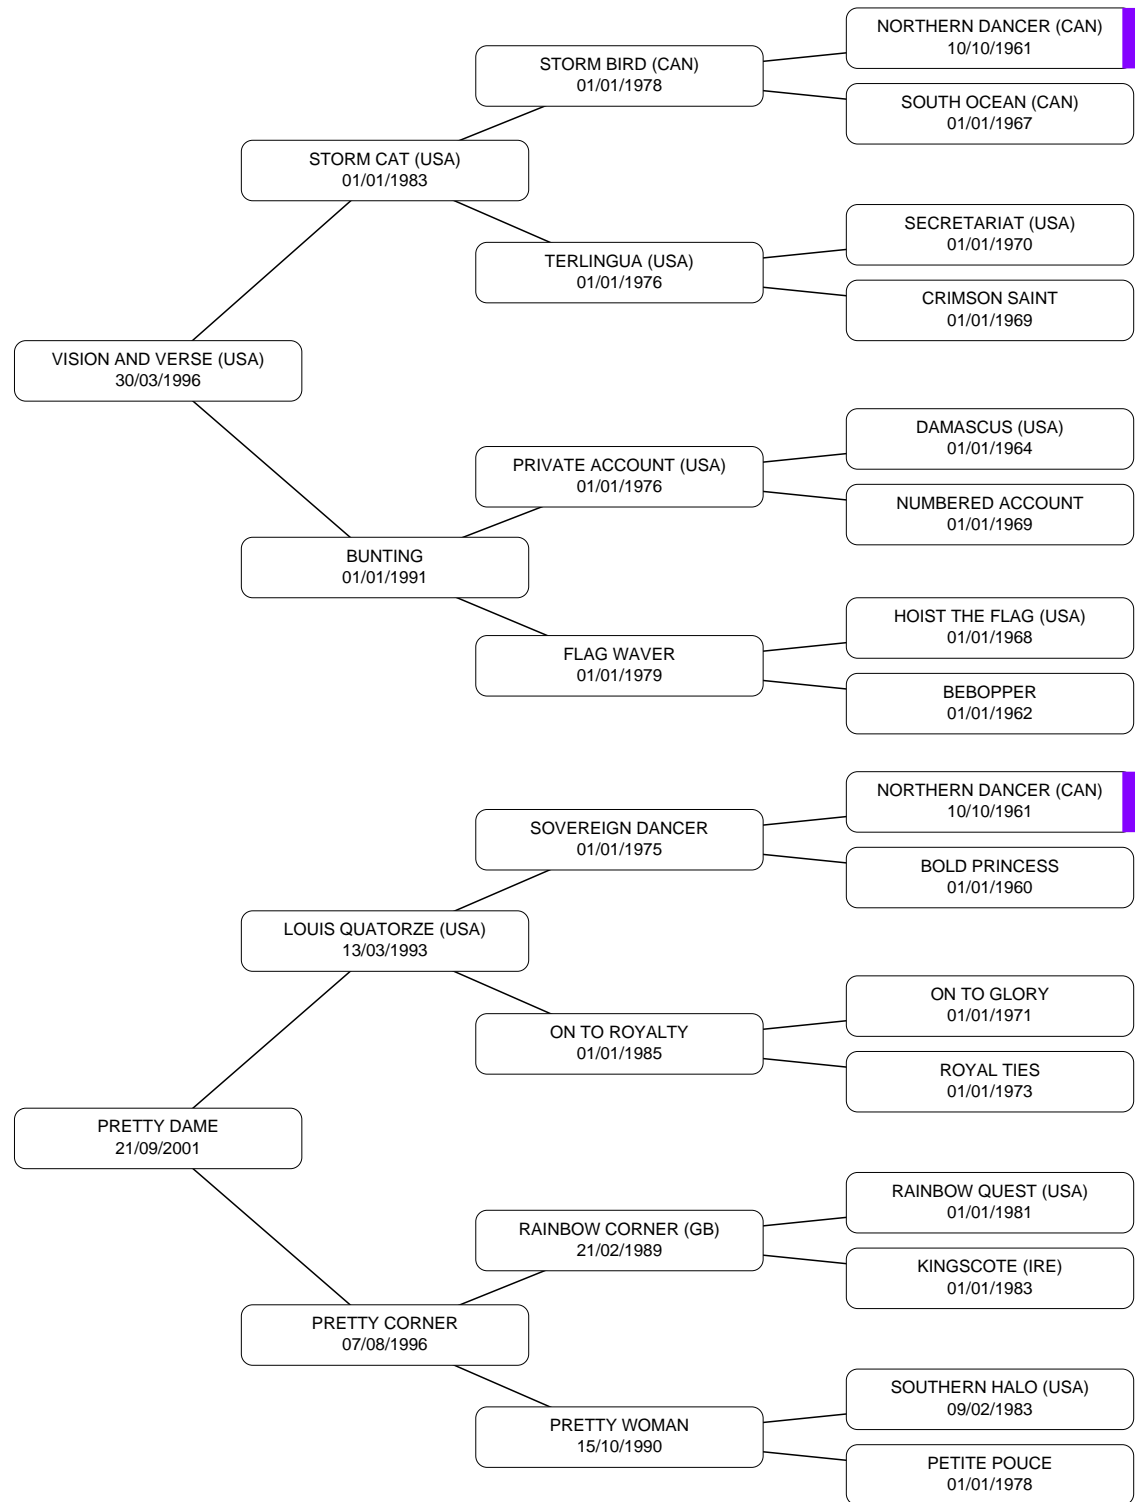 NORTHERN DANCER (CAN)
10/10/1961
STORM BIRD (CAN)
01/01/1978
SOUTH OCEAN (CAN)
01/01/1967
STORM CAT (USA)
01/01/1983
SECRETARIAT (USA)
01/01/1970
TERLINGUA (USA)
01/01/1976
CRIMSON SAINT
01/01/1969
VISION AND VERSE (USA)
30/03/1996
DAMASCUS (USA)
01/01/1964
PRIVATE ACCOUNT (USA)
01/01/1976
NUMBERED ACCOUNT
01/01/1969
BUNTING
01/01/1991
HOIST THE FLAG (USA)
01/01/1968
FLAG WAVER
01/01/1979
BEBOPPER
01/01/1962
NORTHERN DANCER (CAN)
10/10/1961
SOVEREIGN DANCER
01/01/1975
BOLD PRINCESS
01/01/1960
LOUIS QUATORZE (USA)
13/03/1993
ON TO GLORY
01/01/1971
ON TO ROYALTY
01/01/1985
ROYAL TIES
01/01/1973
PRETTY DAME
21/09/2001
RAINBOW QUEST (USA)
01/01/1981
RAINBOW CORNER (GB)
21/02/1989
KINGSCOTE (IRE)
01/01/1983
PRETTY CORNER
07/08/1996
SOUTHERN HALO (USA)
09/02/1983
PRETTY WOMAN
15/10/1990
PETITE POUCE
01/01/1978